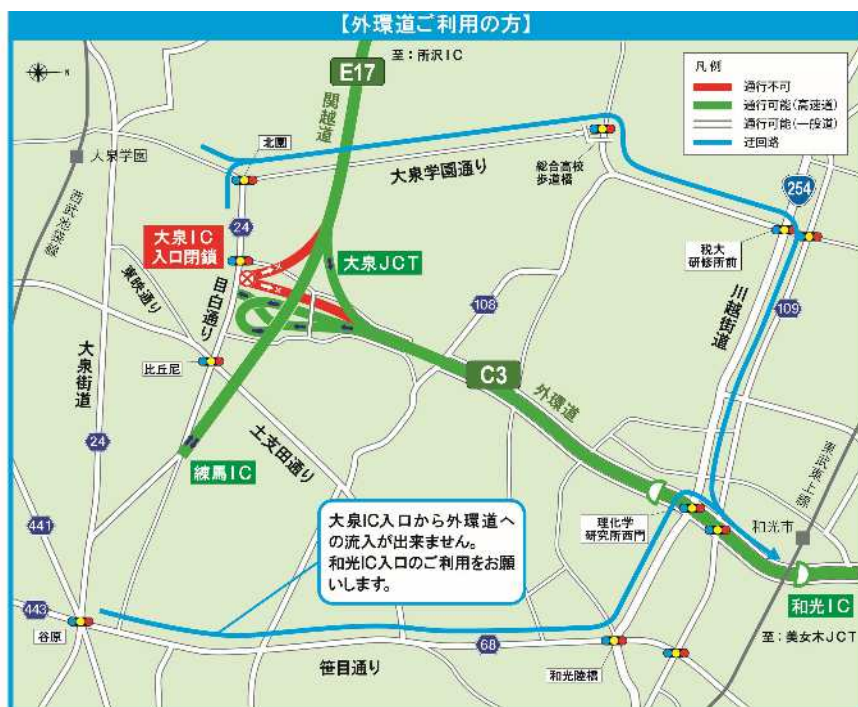 【外環道ご利用の方】
至:所沢IC
E17
関越道
凡例
通行不可
通行可能(高速道)
通行可能(一般道)
迂回路
N
北園
大泉学園
大泉学園通り
総合高校
歩道橋
254
24
大泉IC
入口閉鎖
大泉JCT
税大
研修所前
西武池袋線
東映通り
目白通り
108
川越街道
109
大泉街道
比丘尼
C3
外環道
24
土支田通り
練馬IC
東武東上線
大泉IC入口から外環道へ
の流入が出来ません。
和光IC入口のご利用をお願
いします。
理化学
研究所西門
和光市
441
和光IC
443
谷原
68
至:美女木JCT
笹目通り
和光陸橋